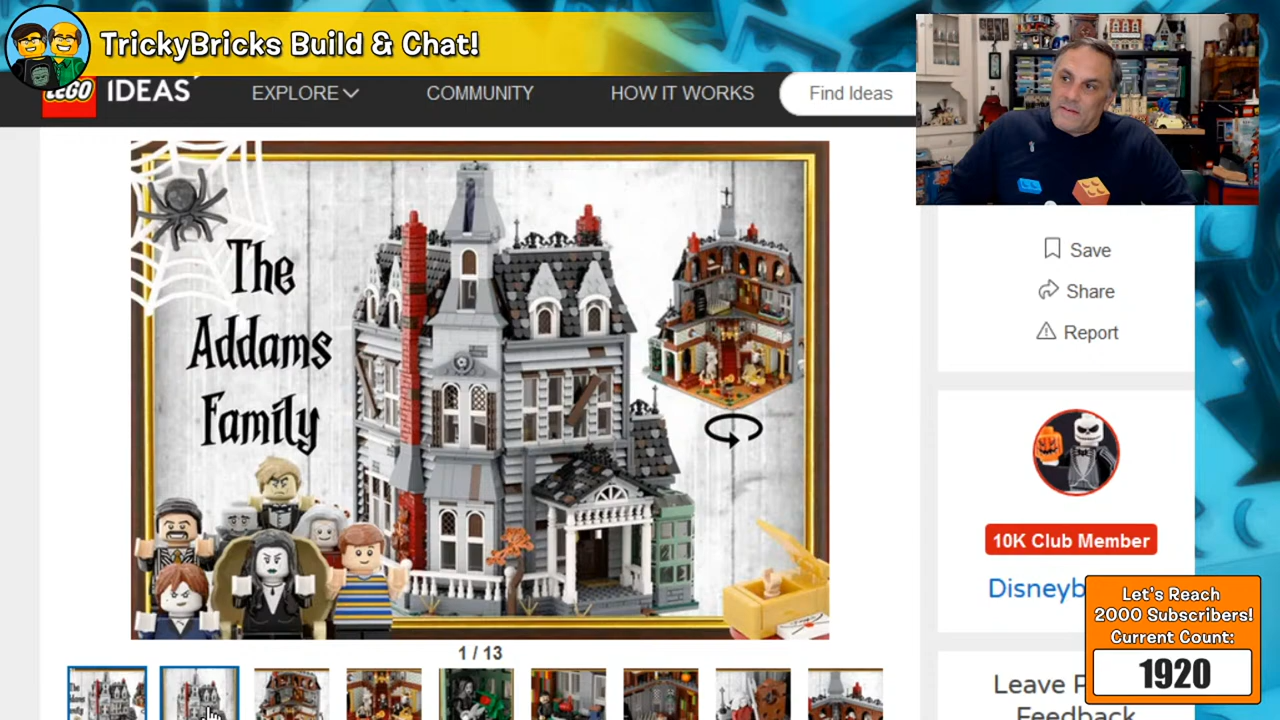 TrickyBricks Build & Chat!
LEGO IDEAS
EXPLORE
COMMUNITY
HOW IT WORKS
Find Ideas
The
Addams
Family
1 / 13
Save
Share
Report
10K Club Member
Let's Reach
2000 Subscribers!
Current Count:
1920
Leave
Feedback